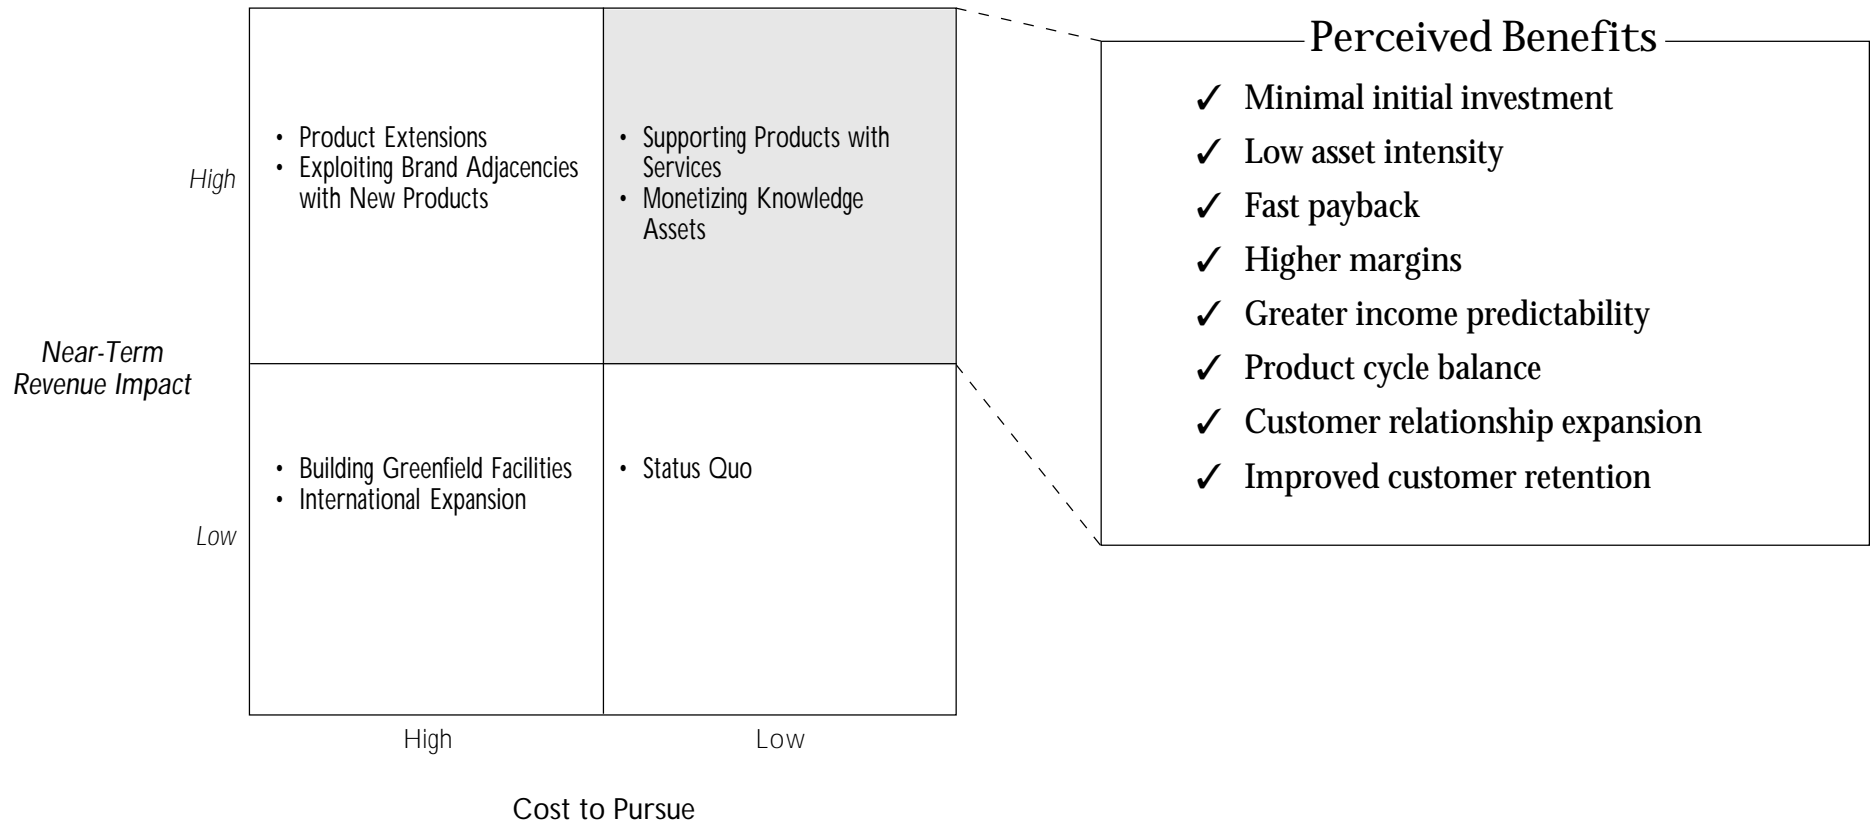 High
• Product Extensions
• Exploiting Brand Adjacencies
with New Products
• Supporting Products with
Services
• Monetizing Knowledge
Assets
Near-Term
Revenue Impact
Low
• Building Greenfield Facilities
• International Expansion
• Status Quo
High
Low
Cost to Pursue
Perceived Benefits
✓ Minimal initial investment
✓ Low asset intensity
✓ Fast payback
✓ Higher margins
✓ Greater income predictability
✓ Product cycle balance
✓ Customer relationship expansion
✓ Improved customer retention